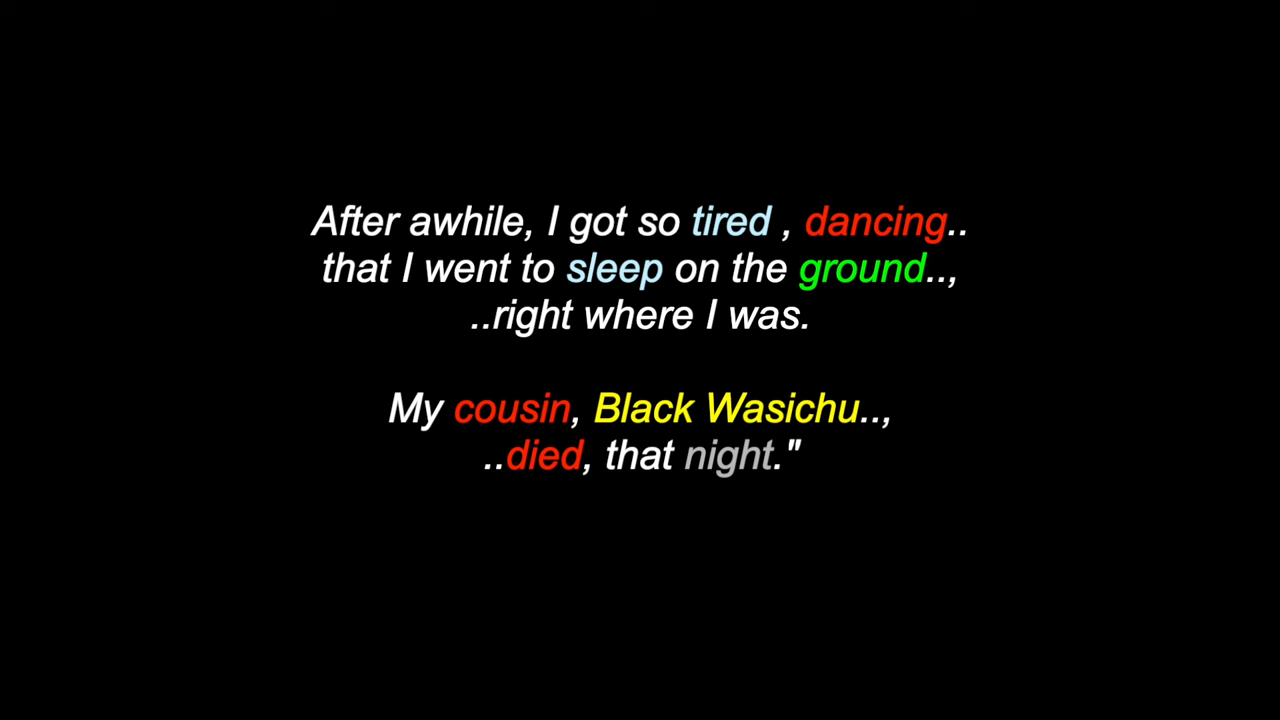 After awhile, I got so tired , dancing..
that I went to sleep on the ground..,
..right where I was.
My cousin, Black Wasichu..,
..died, that night."